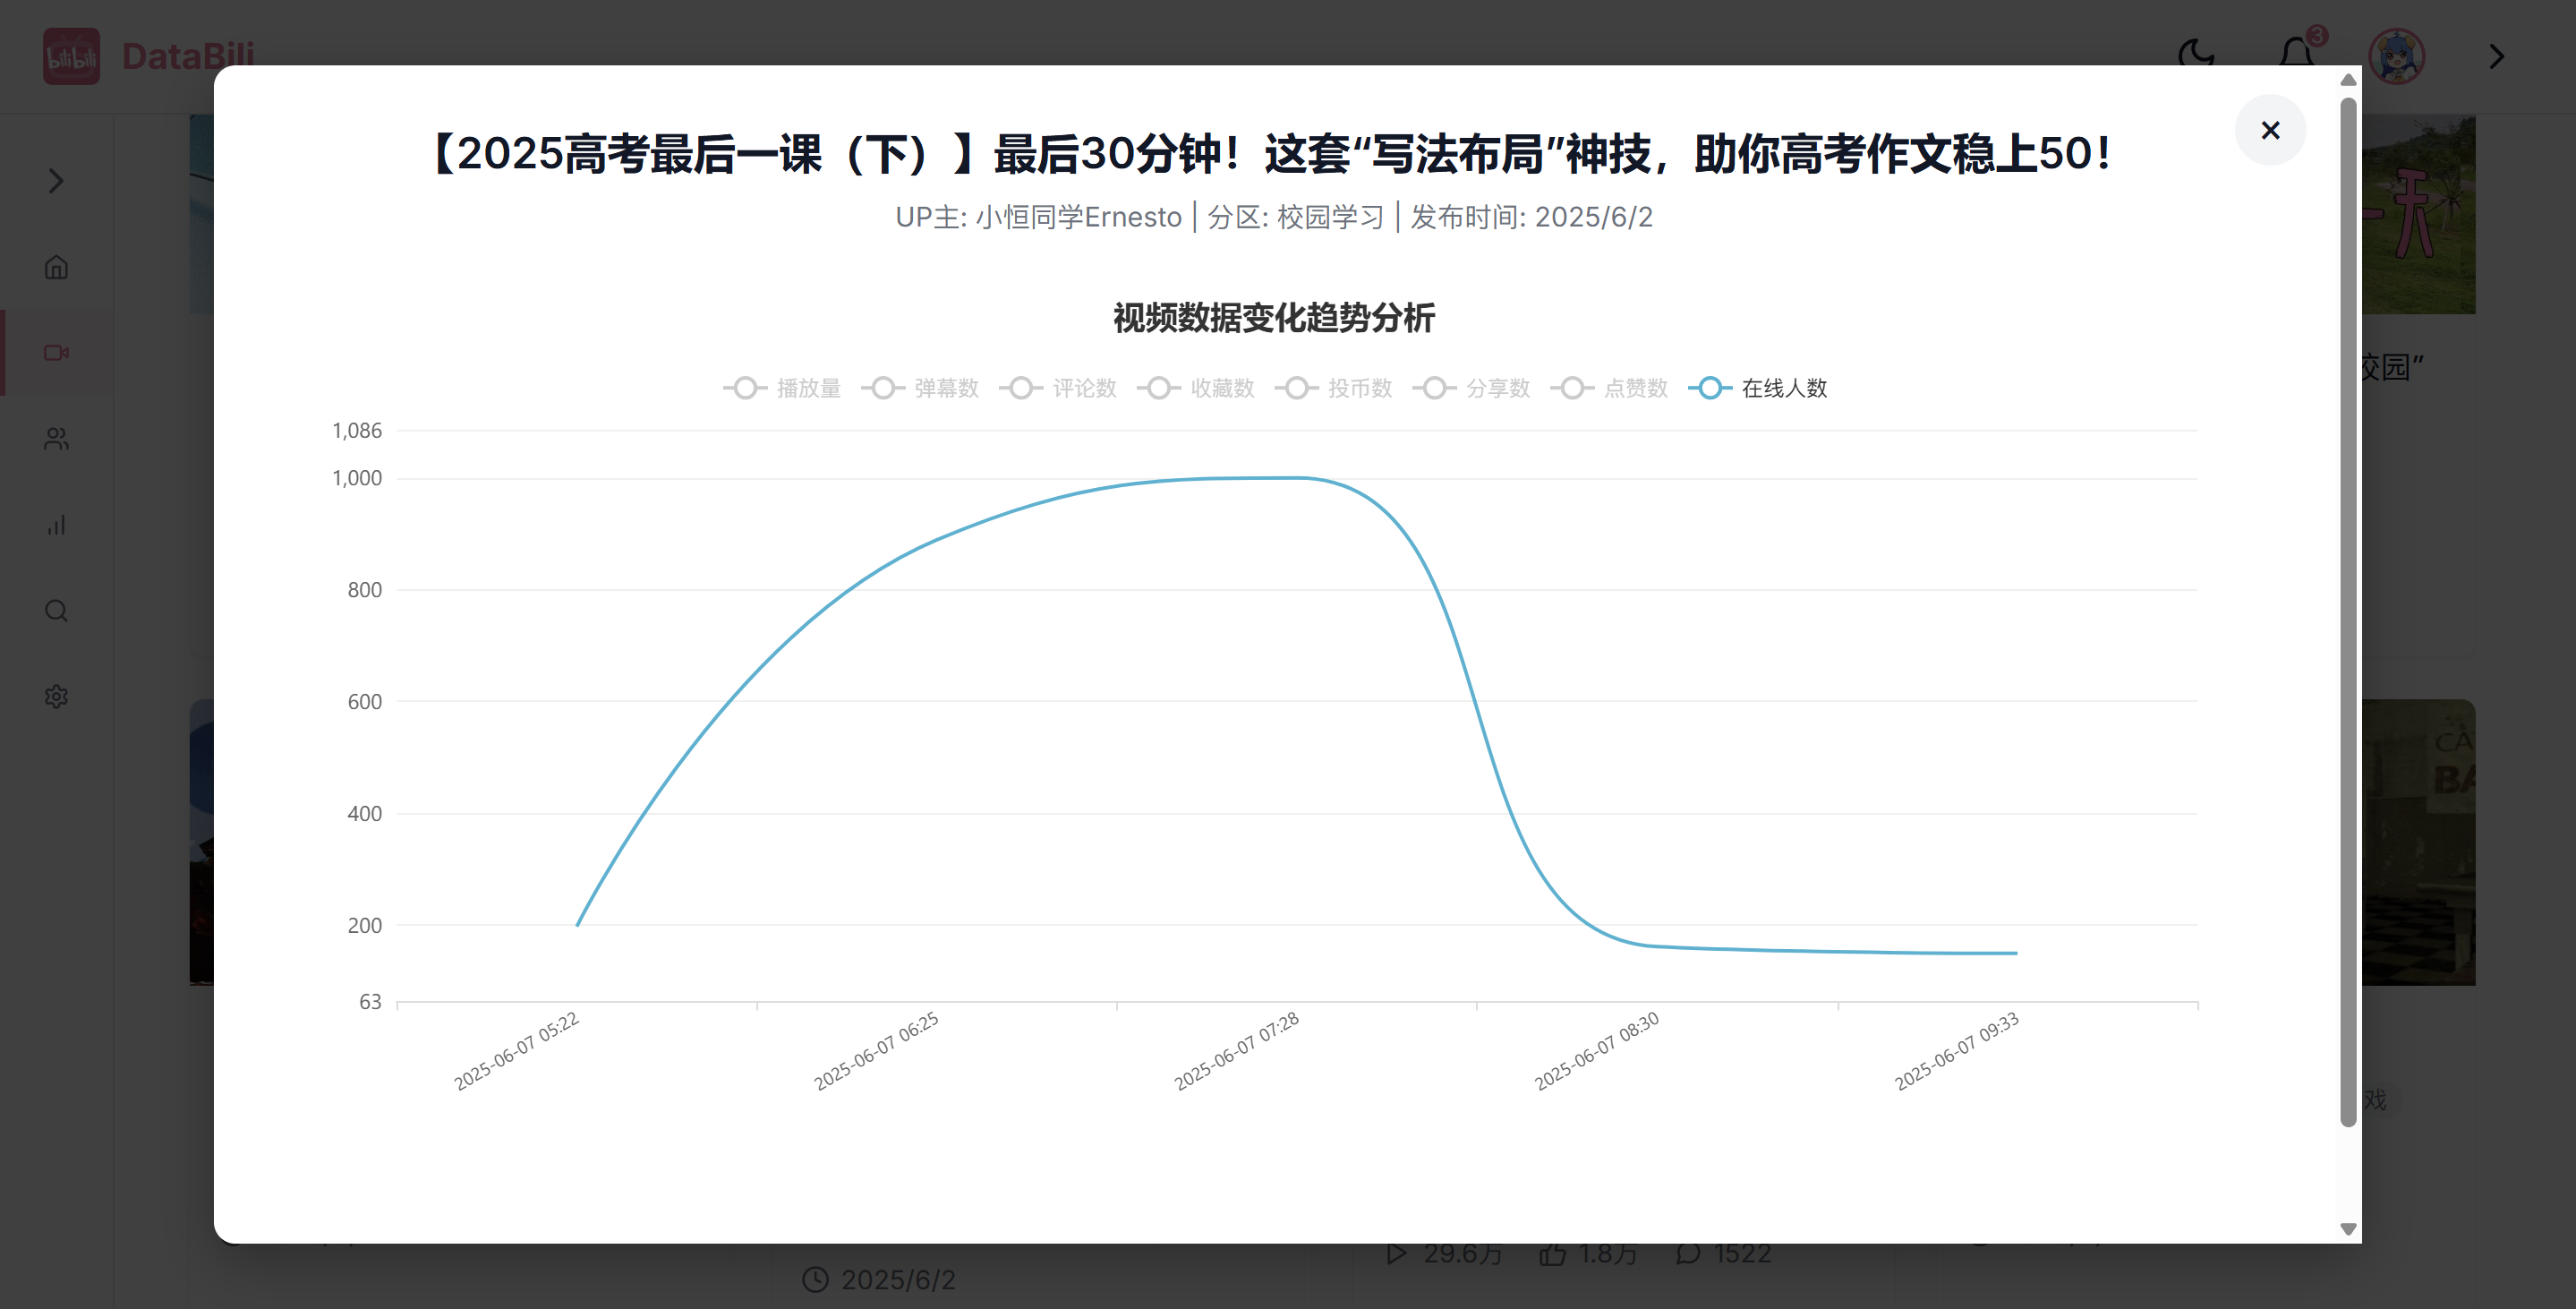 bilibili
DataBili
3
【2025高考最后一课（下）】最后30分钟！这套“写法布局”神技，助你高考作文稳上50！
UP主: 小恒同学Ernesto | 分区: 校园学习 | 发布时间: 2025/6/2
校园”
视频数据变化趋势分析
播放量 弹幕数 评论数 收藏数 投币数 分享数 点赞数 在线人数
1,086
1,000
800
600
400
200
63
2025-06-07 05:22
2025-06-07 06:25
2025-06-07 07:28
2025-06-07 08:30
2025-06-07 09:33
戏
29.6万 1.8万 1522
2025/6/2